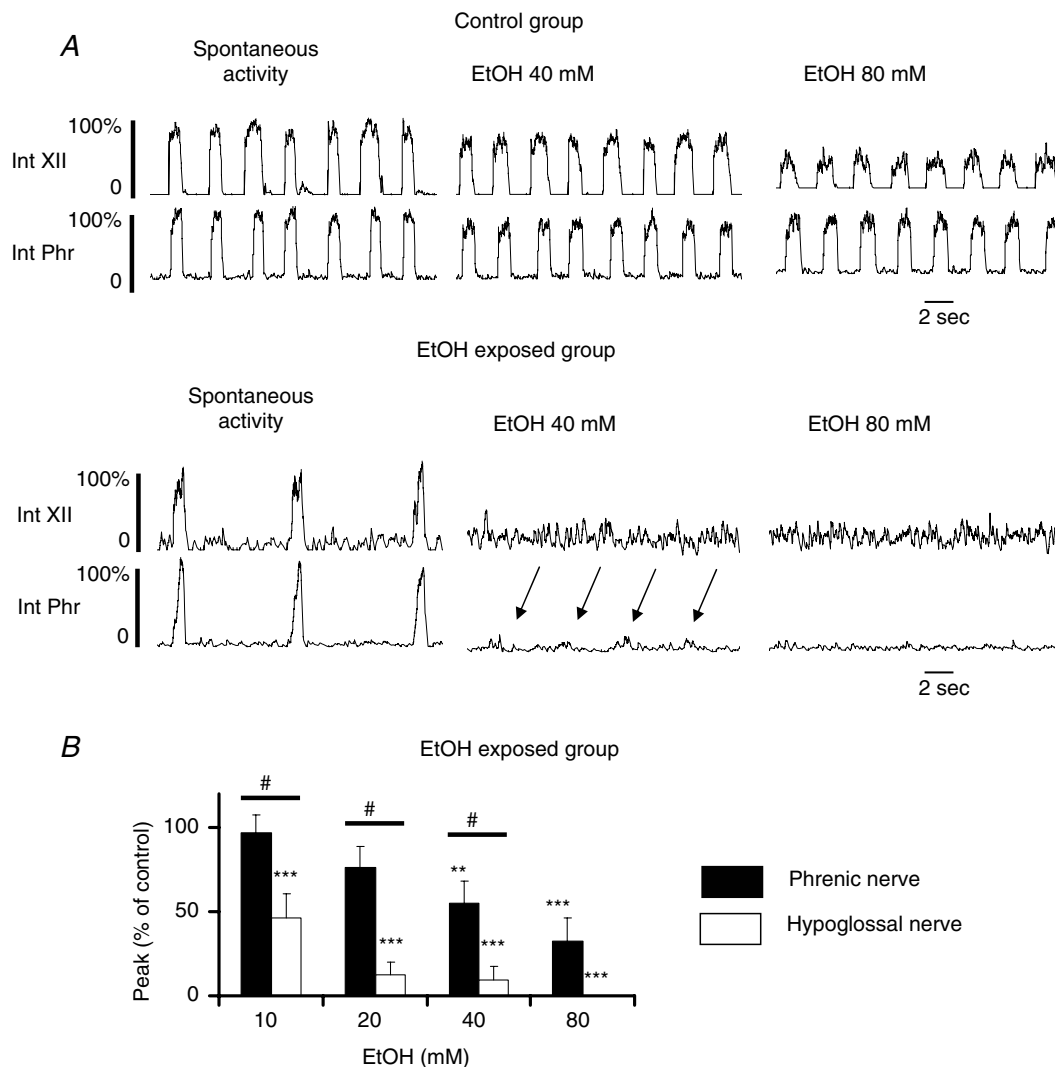 A
Control group
Spontaneous
activity
EtOH 40 mM
EtOH 80 mM
100%
Int XII
0
100%
Int Phr
0
2 sec
EtOH exposed group
Spontaneous
activity
EtOH 40 mM
EtOH 80 mM
100%
Int XII
0
100%
Int Phr
0
2 sec
B
EtOH exposed group
#
#
#
100
50
0
Peak (% of control)
***
***
**
***
***
***
10
20
40
80
EtOH (mM)
Phrenic nerve
Hypoglossal nerve